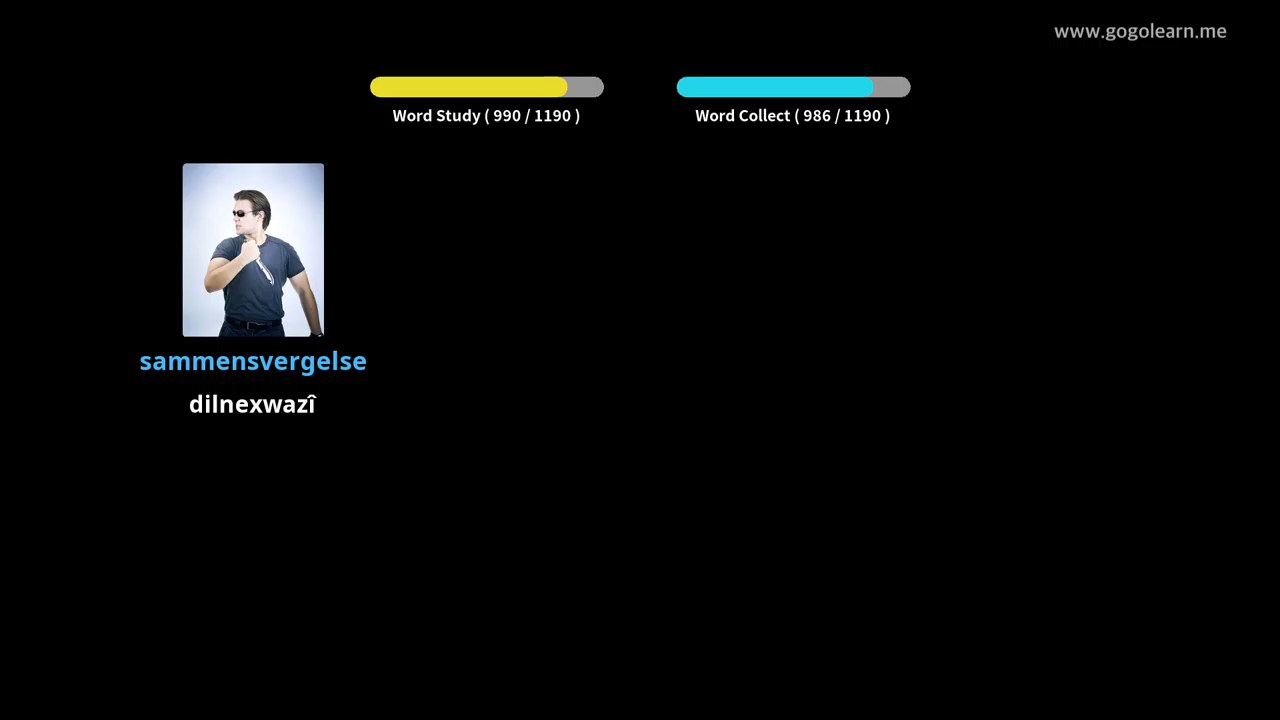 www.gogolearn.me
Word Study ( 990 / 1190 )
Word Collect ( 986 / 1190 )
sammensvergelse
dilnexwazî